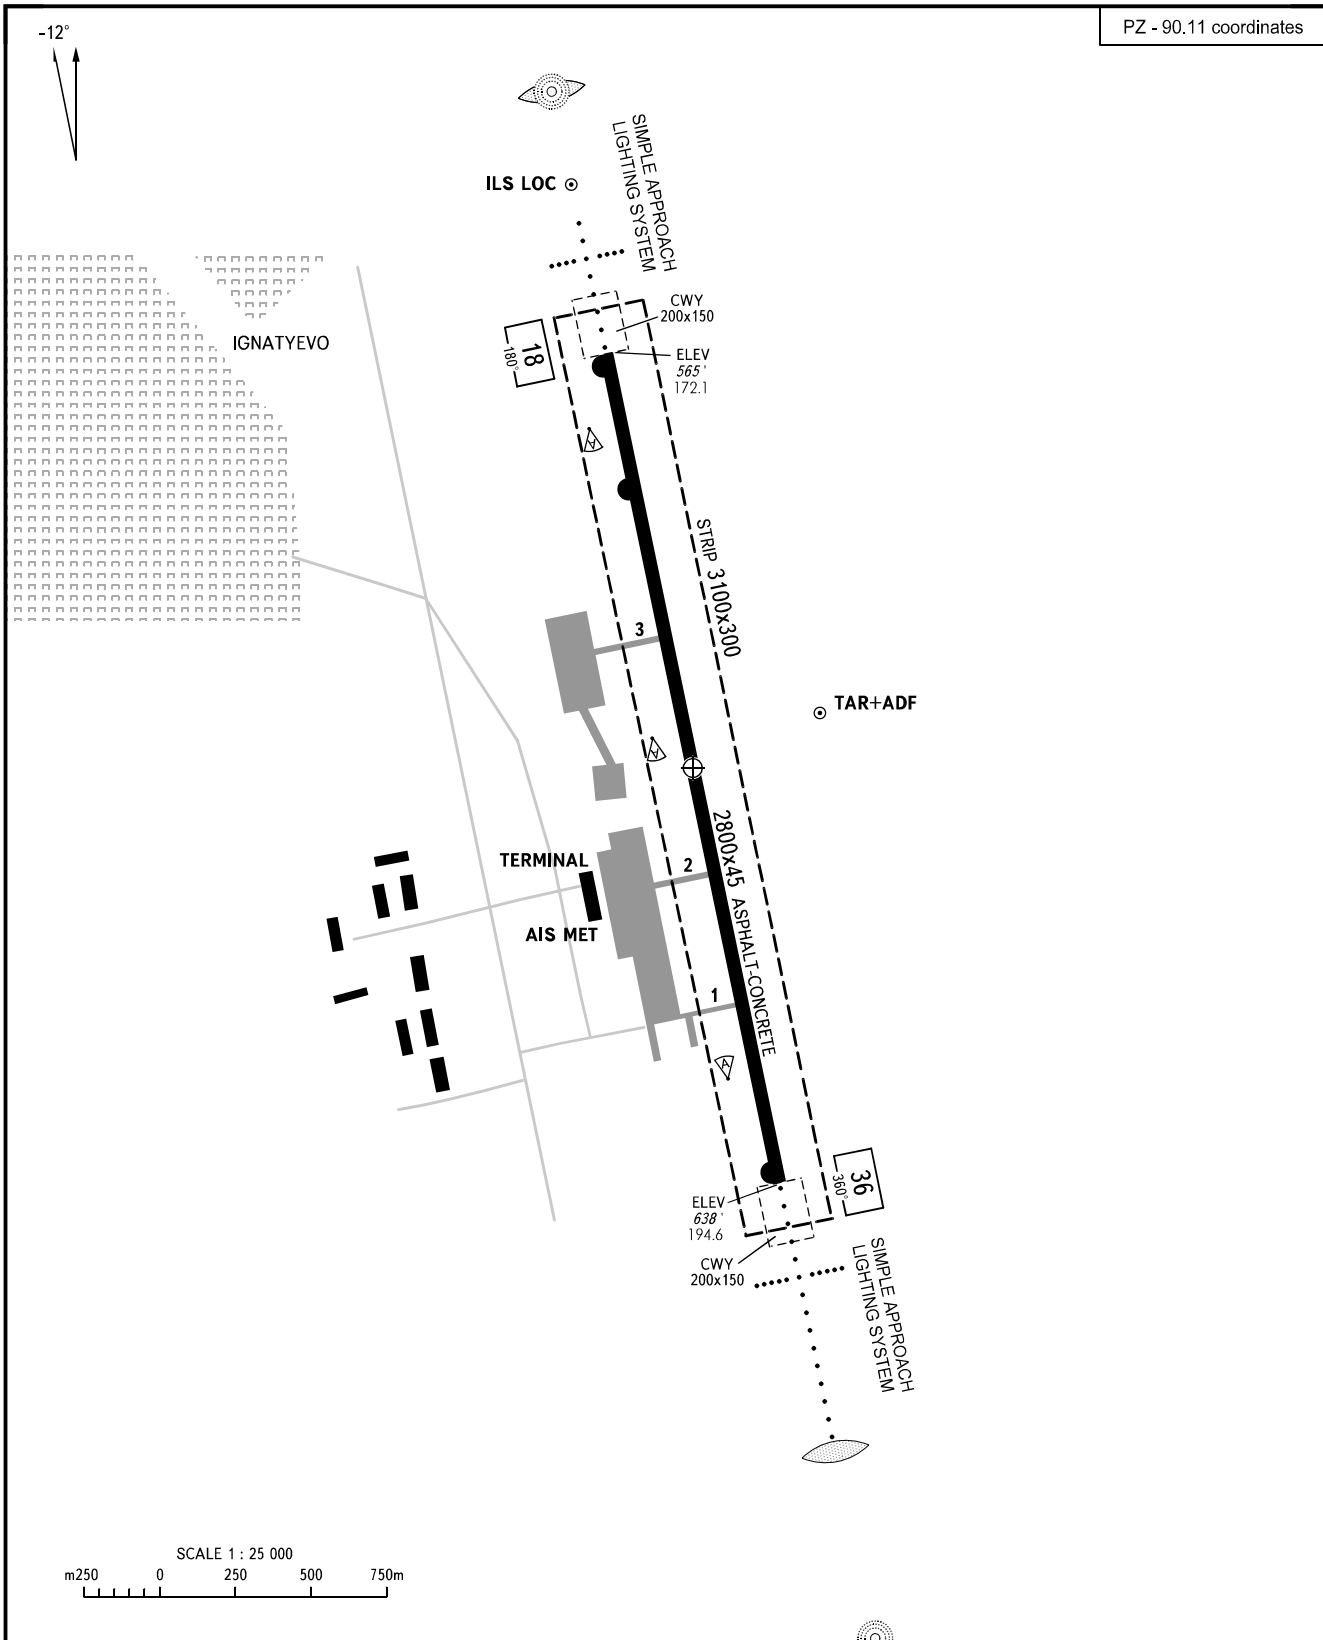 -12°
PZ - 90.11 coordinates
SIMPLE APPROACH
LIGHTING SYSTEM
ILS LOC
IGNATYEVO
CWY
200x150
18
180°
ELEV
565'
172.1
STRIP 3100x300
3
TAR+ADF
A
A
2800x45 ASPHALT-CONCRETE
TERMINAL
2
AIS MET
1
A
36
360°
ELEV
638'
194.6
CWY
200x150
SIMPLE APPROACH
LIGHTING SYSTEM
SCALE 1 : 25 000
m250 0 250 500 750m